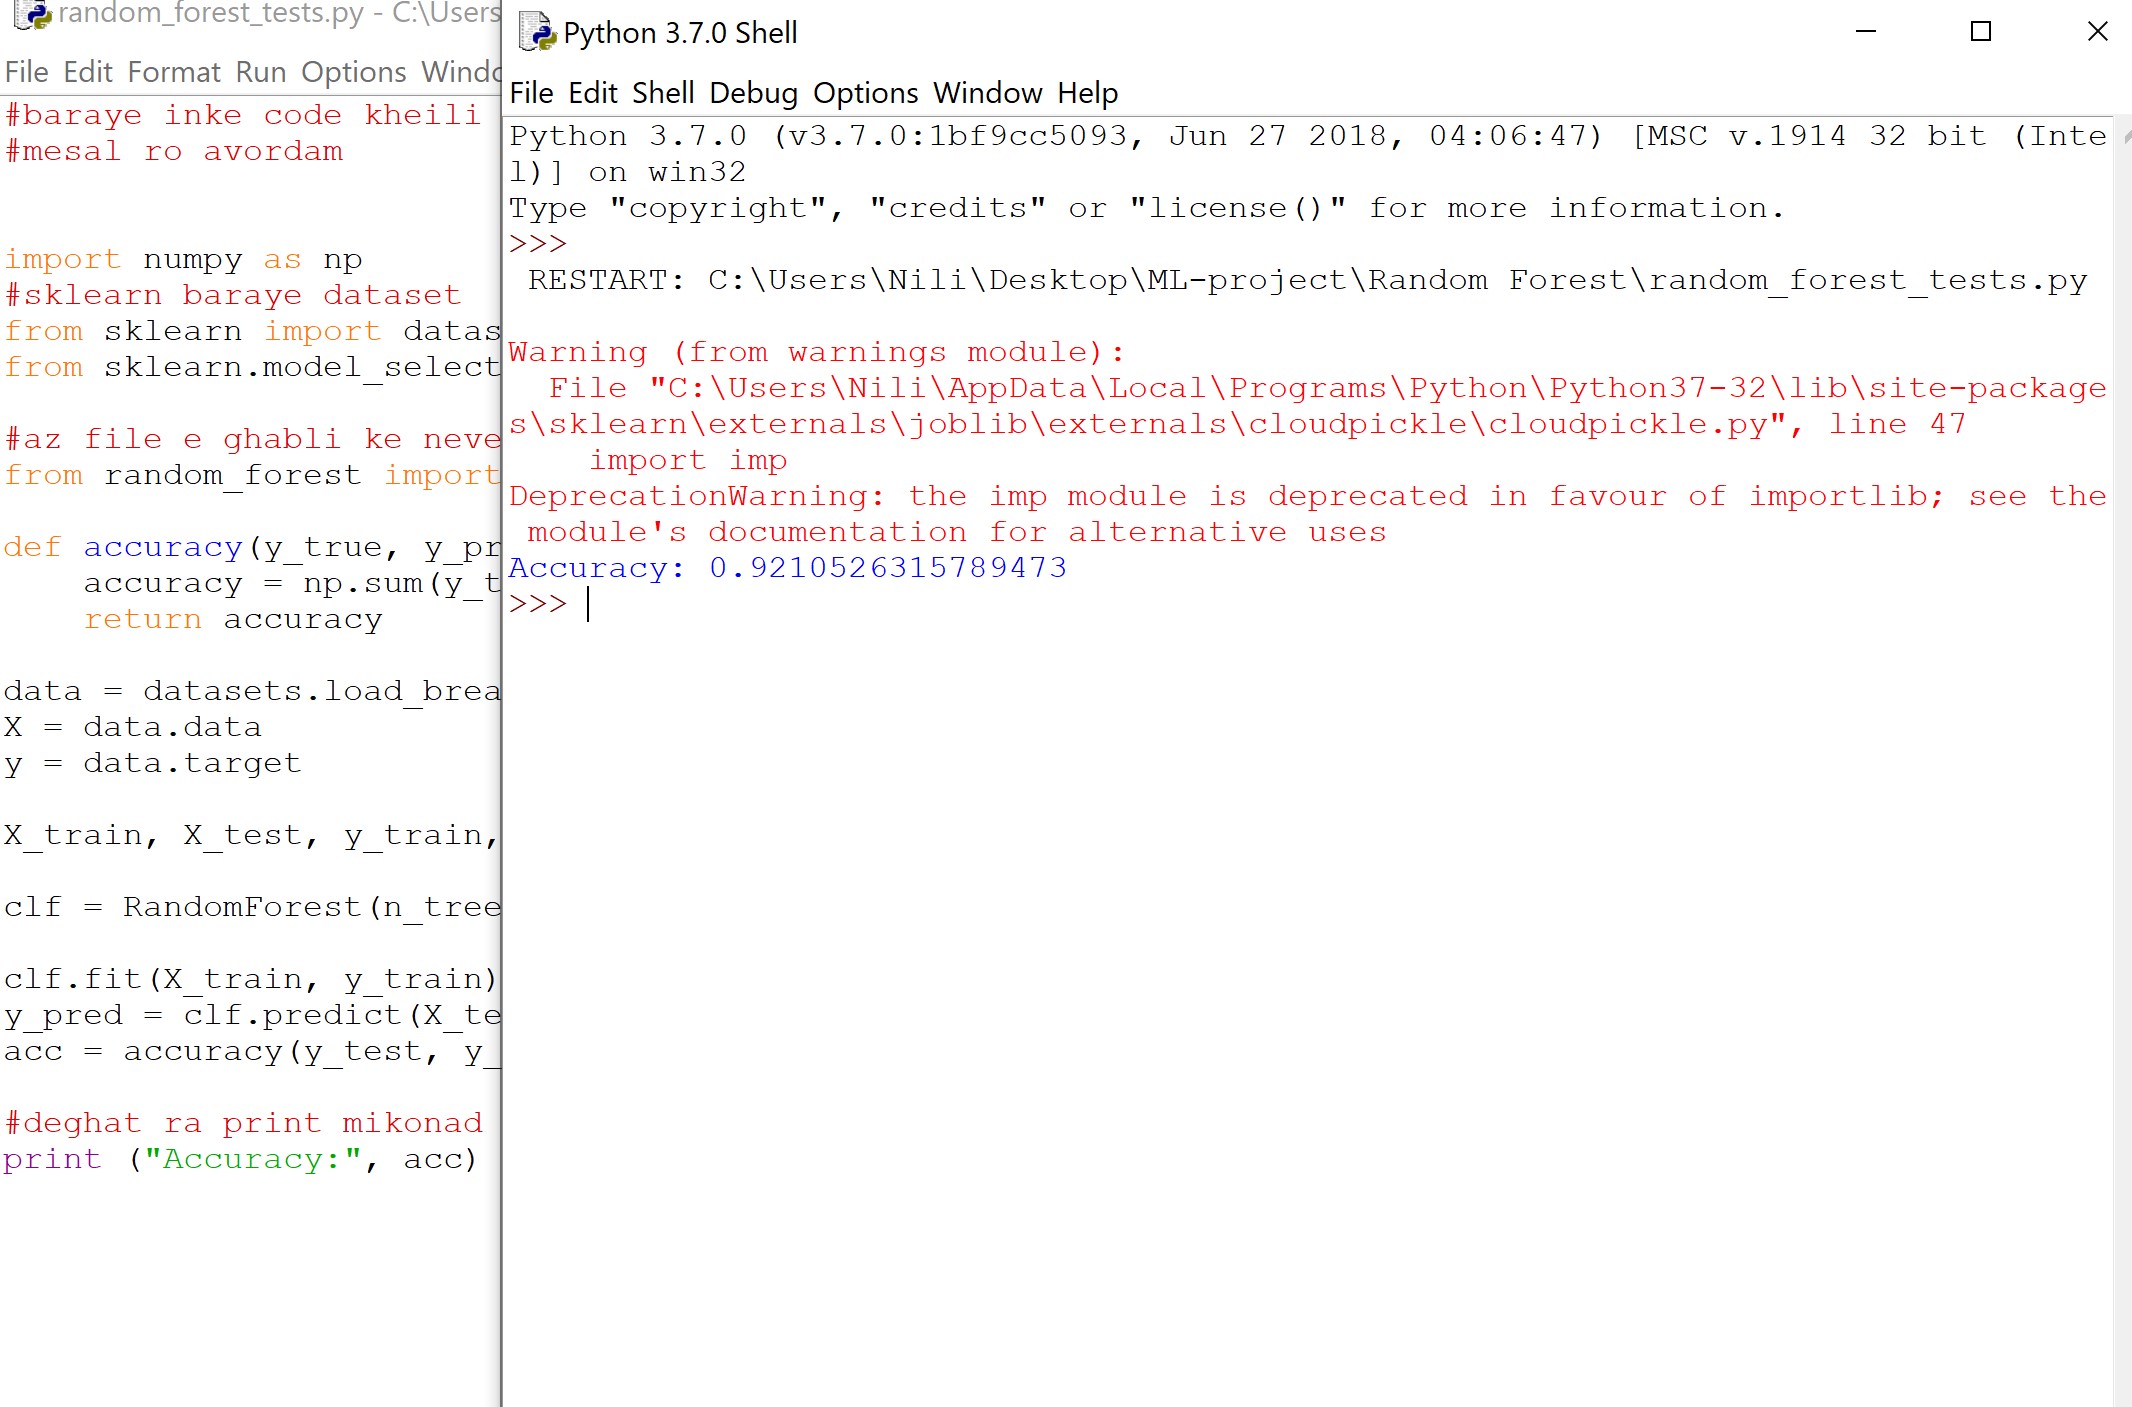 random_forest_tests.py - C:\Users
File Edit Format Run Options Windo
#baraye inke code kheili
#mesal ro avordam
import numpy as np
#sklearn baraye dataset
from sklearn import datas
from sklearn.model_select
#az file e ghabli ke neve
from random_forest import
def accuracy(y_true, y_pr
    accuracy = np.sum(y_t
    return accuracy
data = datasets.load_brea
X = data.data
y = data.target
X_train, X_test, y_train,
clf = RandomForest(n_tree
clf.fit(X_train, y_train)
y_pred = clf.predict(X_te
acc = accuracy(y_test, y_
#deghat ra print mikonad
print ("Accuracy:", acc)
Python 3.7.0 Shell
File Edit Shell Debug Options Window Help
Python 3.7.0 (v3.7.0:1bf9cc5093, Jun 27 2018, 04:06:47) [MSC v.1914 32 bit (Inte
l)] on win32
Type "copyright", "credits" or "license()" for more information.
>>>
 RESTART: C:\Users\Nili\Desktop\ML-project\Random Forest\random_forest_tests.py
Warning (from warnings module):
  File "C:\Users\Nili\AppData\Local\Programs\Python\Python37-32\lib\site-package
s\sklearn\externals\joblib\externals\cloudpickle\cloudpickle.py", line 47
    import imp
DeprecationWarning: the imp module is deprecated in favour of importlib; see the
 module's documentation for alternative uses
Accuracy: 0.9210526315789473
>>>